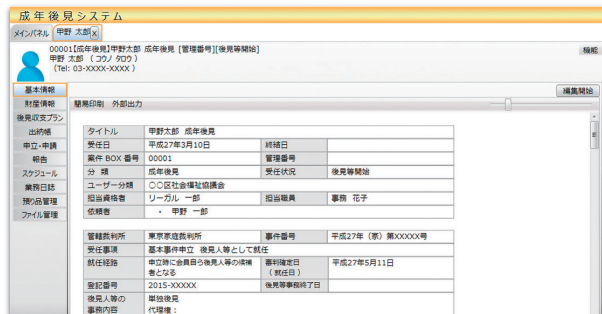 成年後見システム
メインパネル 甲野 太郎 X
00001【成年後見】甲野太郎 成年後見 [管理番号][後見等開始]
甲野 太郎 （コウノ タロウ）
（Tel: 03-XXXX-XXXX ）
機能
基本情報
編集開始
財産情報
簡易印刷 外部出力
後見収支プラン
出納帳
申立・申請
報告
スケジュール
業務日誌
預り品管理
ファイル管理
タイトル 甲野太郎 成年後見
受任日 平成27年3月10日 終結日
案件 BOX 番号 00001 管理番号
分 類 成年後見 受任状況 後見等開始
ユーザー分類 〇〇区社会福祉協議会
担当資格者 リーガル 一郎 担当職員 事務 花子
依頼者 ・ 甲野 一郎
管轄裁判所 東京家庭裁判所 事件番号 平成27年（家）第XXXXX号
受任事項 基本事件申立 後見人等として就任
就任経路 申立時に会員自ら後見人等の候補者となる 審判確定日（就任日） 平成27年5月11日
登記番号 2015-XXXXX 後見等事務終了日
後見人等の 単独後見
事務内容 代理権：